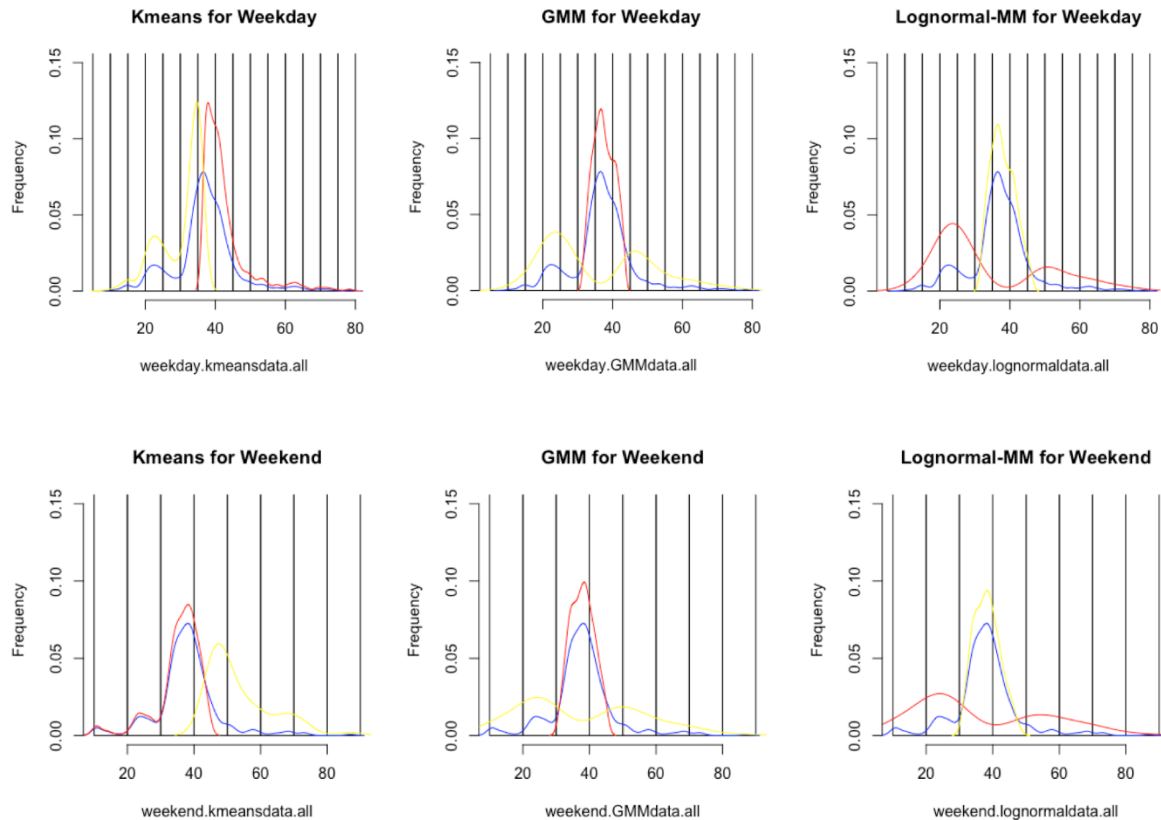 Kmeans for Weekday
Frequency
0.00 0.05 0.10 0.15
20 40 60 80
weekday.kmeansdata.all
GMM for Weekday
Frequency
0.00 0.05 0.10 0.15
20 40 60 80
weekday.GMMdata.all
Lognormal-MM for Weekday
Frequency
0.00 0.05 0.10 0.15
20 40 60 80
weekday.lognormaldata.all
Kmeans for Weekend
Frequency
0.00 0.05 0.10 0.15
20 40 60 80
weekend.kmeansdata.all
GMM for Weekend
Frequency
0.00 0.05 0.10 0.15
20 40 60 80
weekend.GMMdata.all
Lognormal-MM for Weekend
Frequency
0.00 0.05 0.10 0.15
20 40 60 80
weekend.lognormaldata.all